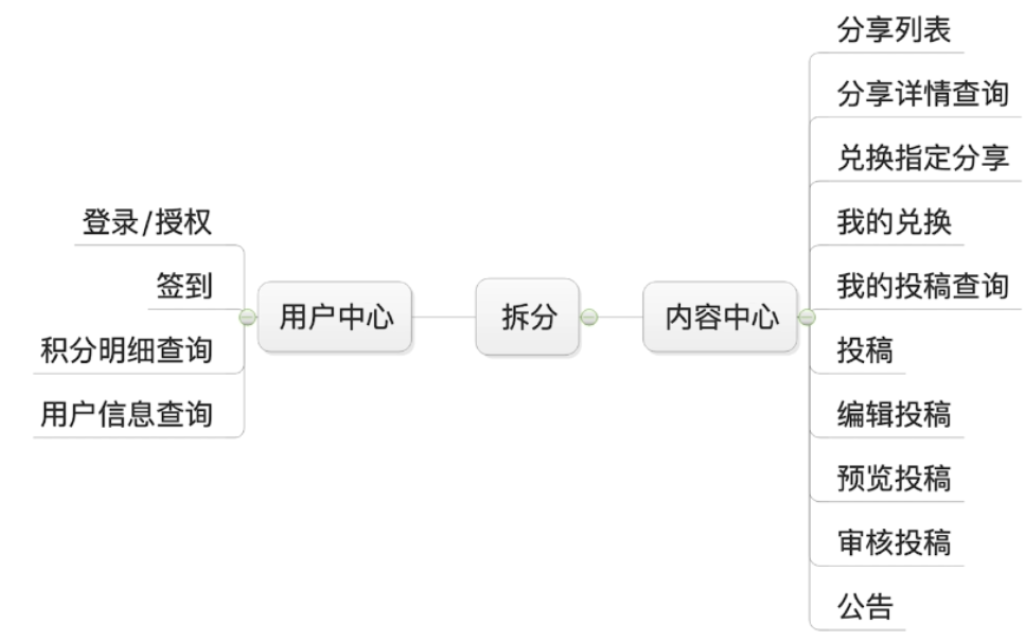 分享列表
分享详情查询
兑换指定分享
登录/授权
我的兑换
签到
我的投稿查询
用户中心
拆分
内容中心
积分明细查询
投稿
用户信息查询
编辑投稿
预览投稿
审核投稿
公告